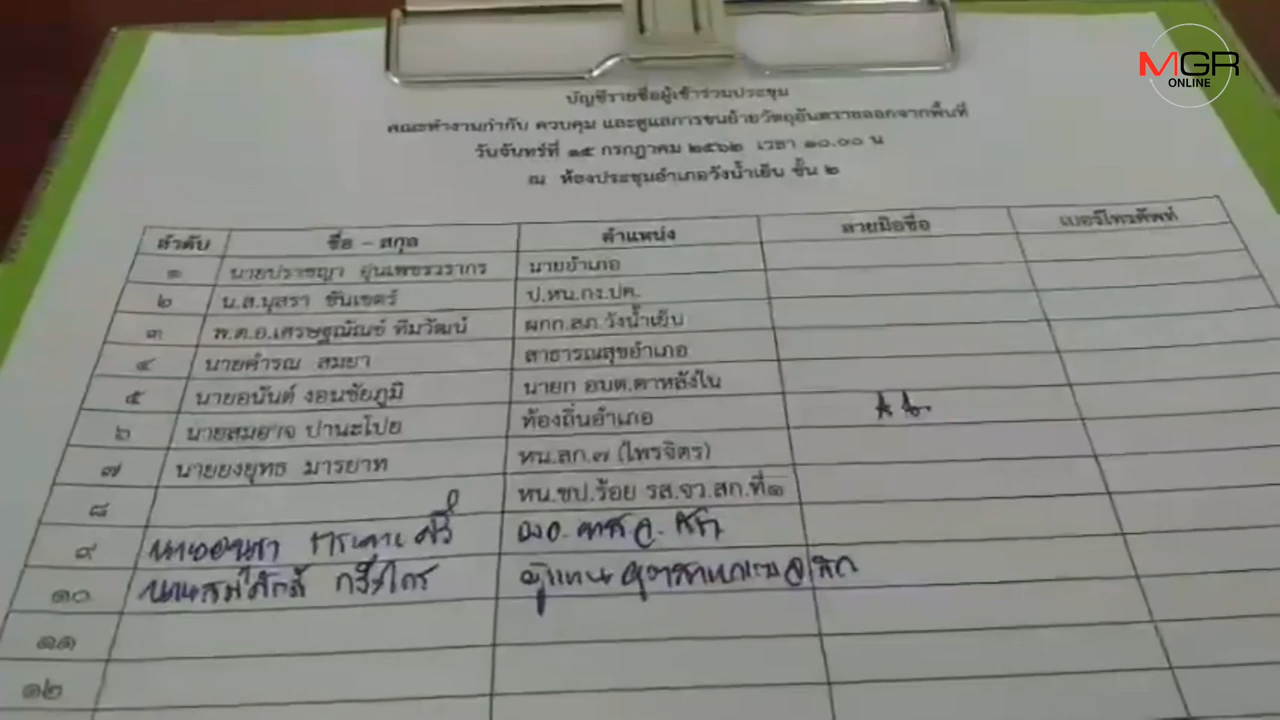 MGR
ONLINE
บัญชีรายชื่อผู้เข้าร่วมประชุม
คณะทำงานกำกับ ควบคุม และดูแลการขนย้ายวัตถุอันตรายออกจากพื้นที่
วันจันทร์ที่ ๑๕ กรกฎาคม ๒๕๖๒ เวลา ๑๐.๐๐ น
ณ ห้องประชุมอำเภอวังน้ำเย็น ชั้น ๒
ลำดับ ชื่อ - สกุล ตำแหน่ง ลายมือชื่อ เบอร์โทรศัพท์
๑ นายปรัชญา อุ่นเพชรวรากร นายอำเภอ
๒ น.ส.นุสรา ขันเขตร์ ป.หน.กง.ปค.
๓ พ.ต.อ.เศรษฐณัณช์ ทิมวัฒน์ ผกก.สภ.วังน้ำเย็น
๔ นายคำรณ สมยา สาธารณสุขอำเภอ
๕ นายอนันต์ งอนชัยภูมิ นายก อบต.ตาหลังใน
๖ นายสมอาจ ปานะโปย ท้องถิ่นอำเภอ
๗ นายยงยุทธ มารยาท หน.สก.๗ (ไพรจิตร)
๘ หน.ชป.ร้อย รส.จว.สก.ที่๑
๙
๑๐ นายสมศักดิ์
๑๑
๑๒